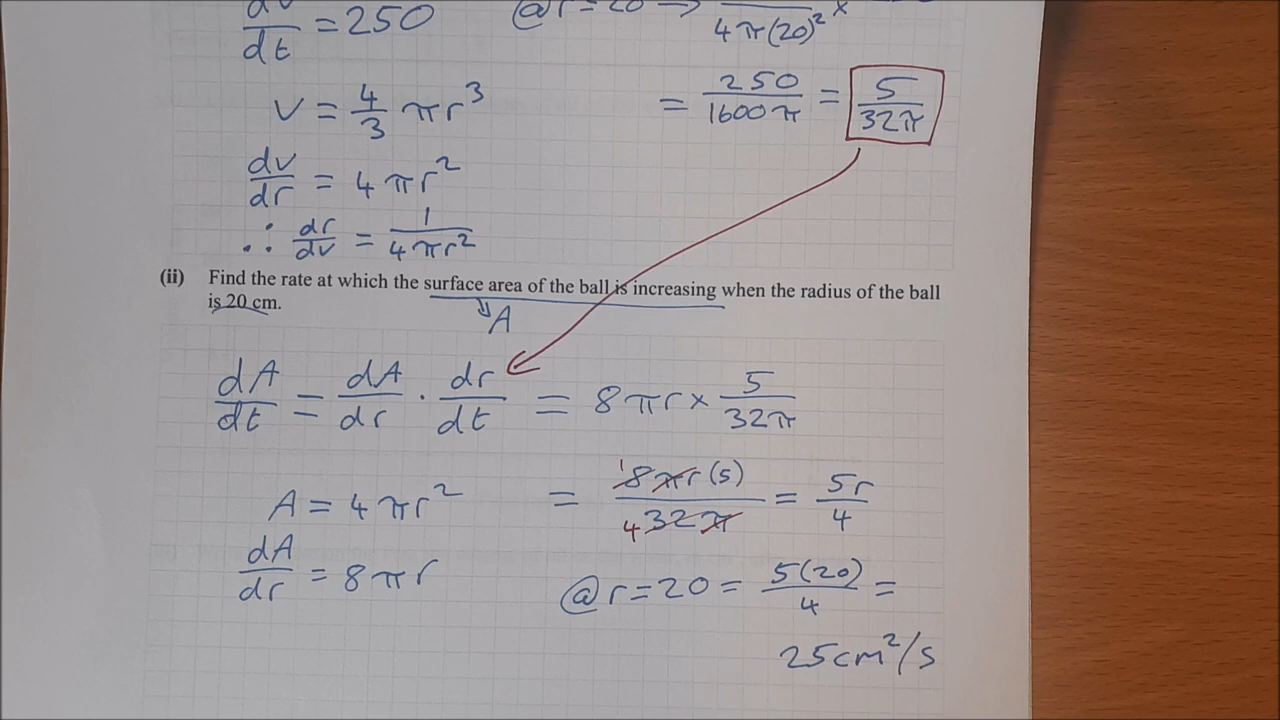 dv/dt = 250
@r=20 → /4π(20)² ×
V = 4/3 πr³
= 250/1600π = 5/32π
dv/dr = 4πr²
∴ dr/dv = 1/4πr²
(ii) Find the rate at which the surface area of the ball is increasing when the radius of the ball
is 20 cm.
A
dA/dt = dA/dr · dr/dt = 8πr × 5/32π
A = 4πr²
= 1 8πr(5)/4 32π = 5r/4
dA/dr = 8πr
@r=20 = 5(20)/4 =
25cm²/s